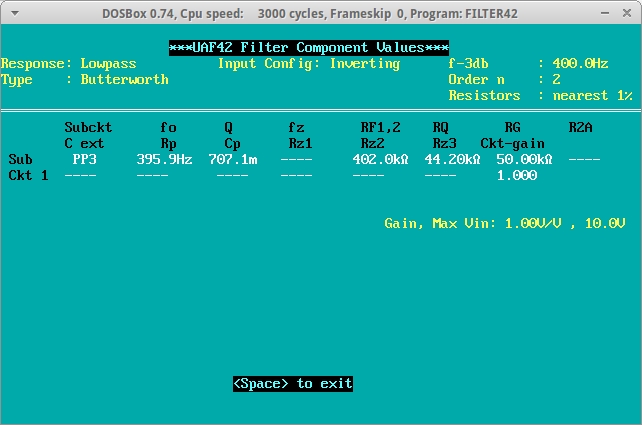 DOSBox 0.74, Cpu speed: 3000 cycles, Frameskip 0, Program: FILTER42
***UAF42 Filter Component Values***
Response: Lowpass Input Config: Inverting f-3db : 400.0Hz
Type : Butterworth Order n : 2
Resistors : nearest 1%
Subckt fo Q fz RF1,2 RQ RG R2A
C ext Rp Cp Rz1 Rz2 Rz3 Ckt-gain
Sub PP3 395.9Hz 707.1m ---- 402.0kΩ 44.20kΩ 50.00kΩ ----
Ckt 1 ---- ---- ---- ---- ---- ---- 1.000
Gain, Max Vin: 1.00V/V , 10.0V
<Space> to exit